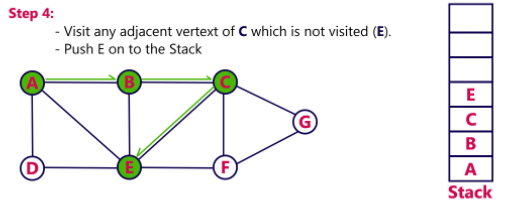 Step 4:
- Visit any adjacent vertext of C which is not visited (E).
- Push E on to the Stack
A
B
C
G
D
E
F
E
C
B
A
Stack